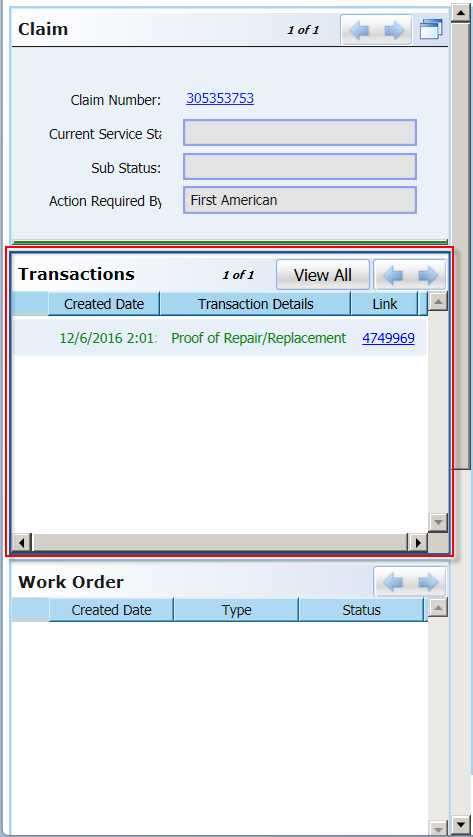 Claim 1 of 1
Claim Number: 305353753
Current Service Sta
Sub Status:
Action Required By First American
Transactions 1 of 1 View All
Created Date Transaction Details Link
12/6/2016 2:01: Proof of Repair/Replacement 4749969
Work Order
Created Date Type Status